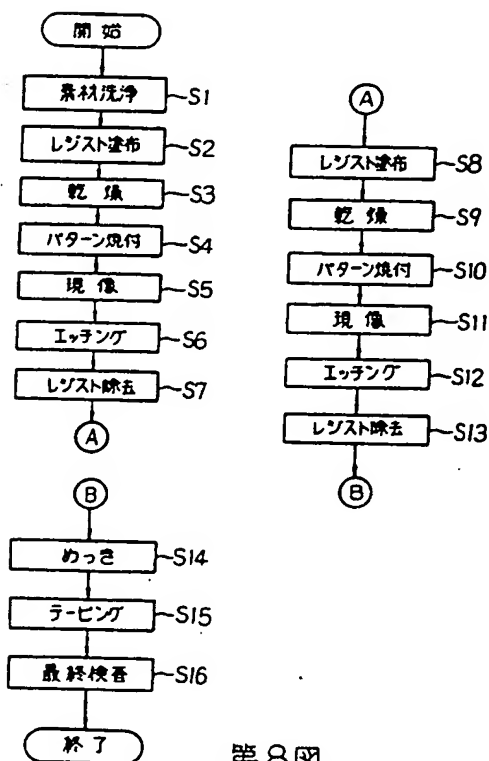 開始
素材洗浄 S1
レジスト塗布 S2
乾燥 S3
パターン焼付 S4
現像 S5
エッチング S6
レジスト除去 S7
A
A
レジスト塗布 S8
乾燥 S9
パターン焼付 S10
現像 S11
エッチング S12
レジスト除去 S13
B
B
めっき S14
テーピング S15
最終検査 S16
終了
第8図